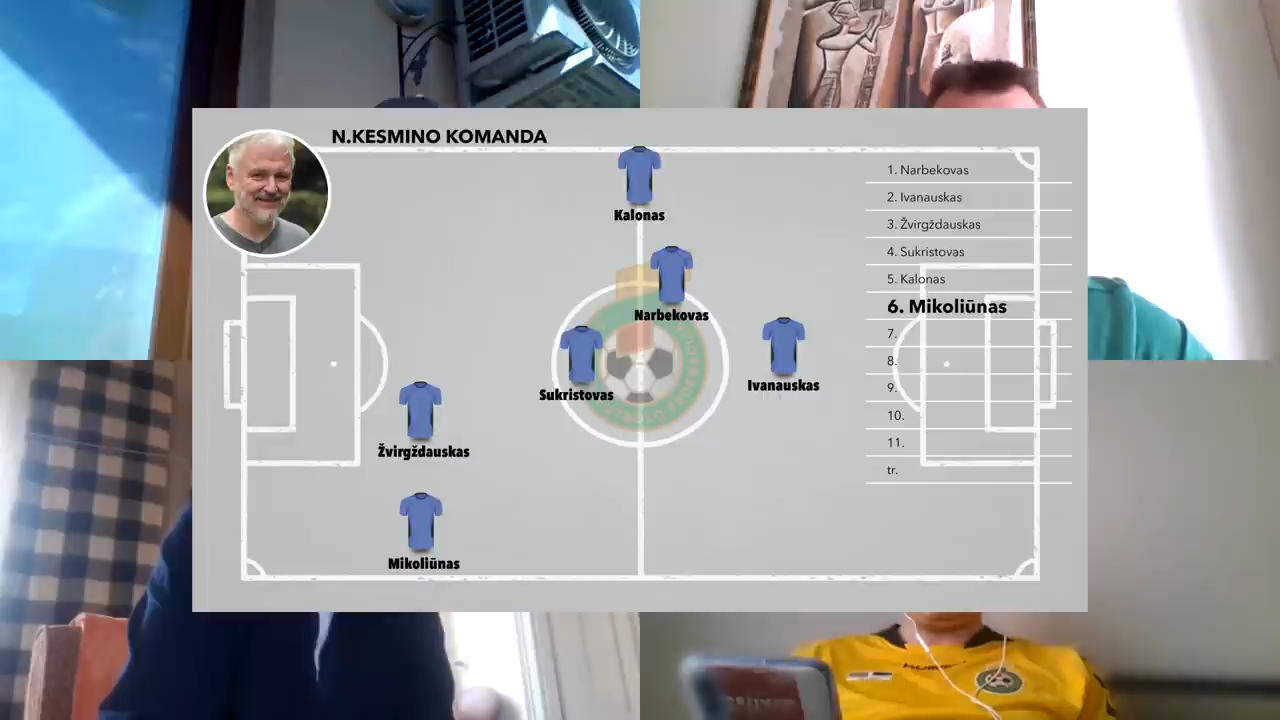 N.KESMINO KOMANDA
Kalonas
Narbekovas
Sukristovas
Ivanauskas
Žvirgždauskas
Mikoliūnas
1. Narbekovas
2. Ivanauskas
3. Žvirgždauskas
4. Sukristovas
5. Kalonas
6. Mikoliūnas
7.
8.
9.
10.
11.
tr.